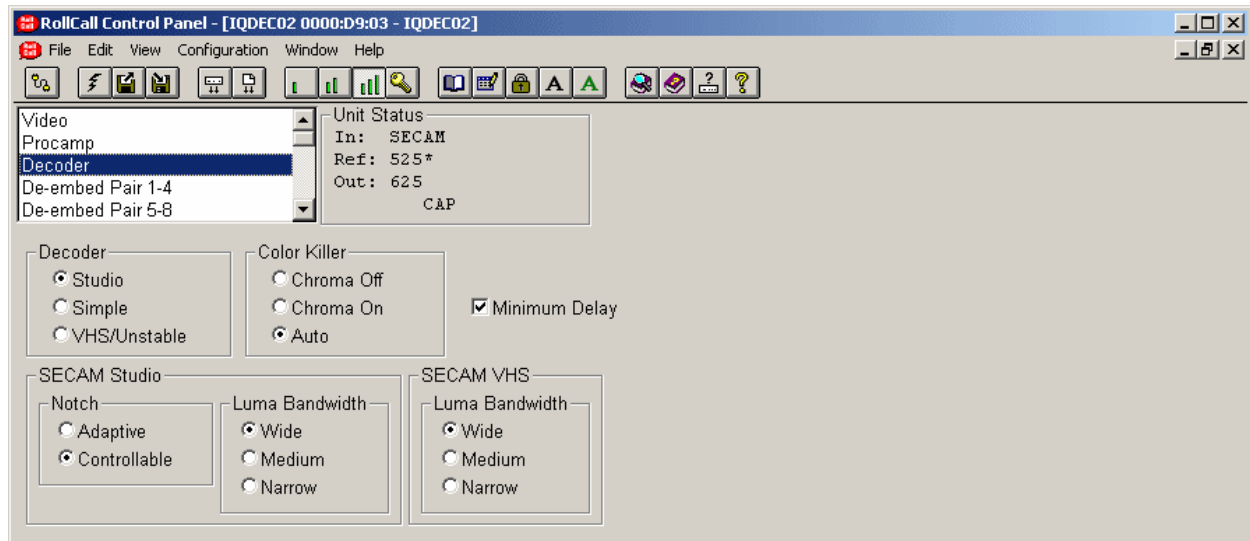 RollCall Control Panel - [IQDEC02 0000:D9:03 - IQDEC02]
File Edit View Configuration Window Help
A A ? ?
Video
Procamp
Decoder
De-embed Pair 1-4
De-embed Pair 5-8
Unit Status
In: SECAM
Ref: 525*
Out: 625
CAP
Decoder
Studio
Simple
VHS/Unstable
Color Killer
Chroma Off
Chroma On
Auto
Minimum Delay
SECAM Studio
Notch
Adaptive
Controllable
Luma Bandwidth
Wide
Medium
Narrow
SECAM VHS
Luma Bandwidth
Wide
Medium
Narrow